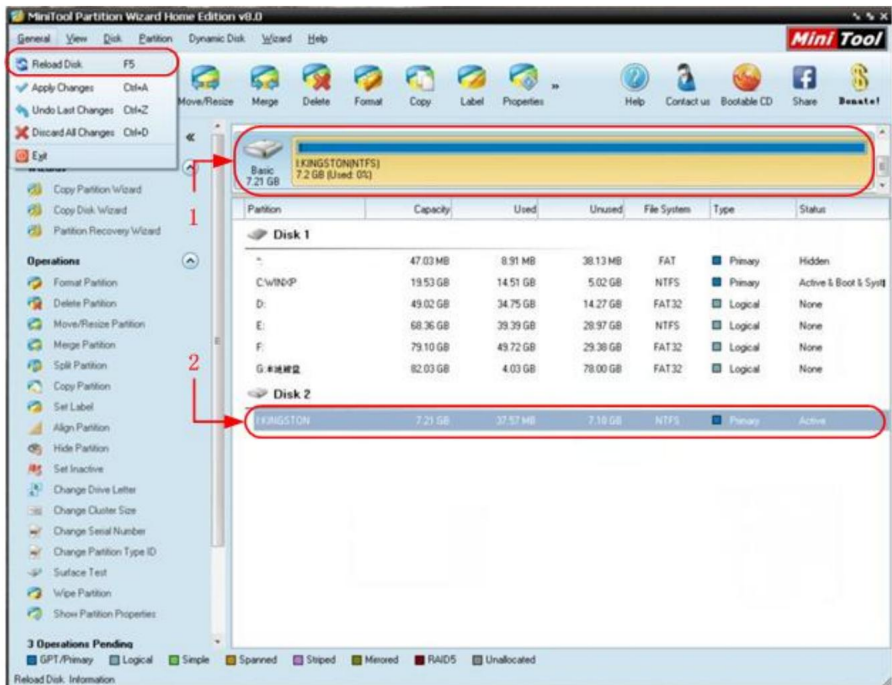 MiniTool Partition Wizard Home Edition v8.0
General View Disk Partition Dynamic Disk Wizard Help
Mini Tool
Reload Disk F5
Apply Changes Ctrl+A
Undo Last Changes Ctrl+Z
Discard All Changes Ctrl+D
Exit
Move/Resize Merge Delete Format Copy Label Properties » Help Contact us Bootable CD Share Donate!
Basic
7.21 GB
I:KINGSTON(NTFS)
7.2 GB (Used: 0%)
1
Copy Partition Wizard
Copy Disk Wizard
Partition Recovery Wizard
Operations
Format Partition
Delete Partition
Move/Resize Partition
Merge Partition
Split Partition
Copy Partition
Set Label
Align Partition
Hide Partition
Set Inactive
Change Drive Letter
Change Cluster Size
Change Serial Number
Change Partition Type ID
Surface Test
Wipe Partition
Show Partition Properties
3 Operations Pending
2
Partition Capacity Used Unused File System Type Status
Disk 1
*: 47.03 MB 8.91 MB 38.13 MB FAT Primary Hidden
C:WINXP 19.53 GB 14.51 GB 5.02 GB NTFS Primary Active & Boot & Syst
D: 49.02 GB 34.75 GB 14.27 GB FAT32 Logical None
E: 68.36 GB 39.39 GB 28.97 GB NTFS Logical None
F: 79.10 GB 49.72 GB 29.38 GB FAT32 Logical None
G:本地磁盘 82.03 GB 4.03 GB 78.00 GB FAT32 Logical None
Disk 2
I:KINGSTON 7.21 GB 37.57 MB 7.18 GB NTFS Primary Active
GPT/Primary Logical Simple Spanned Striped Mirrored RAID5 Unallocated
Reload Disk Information